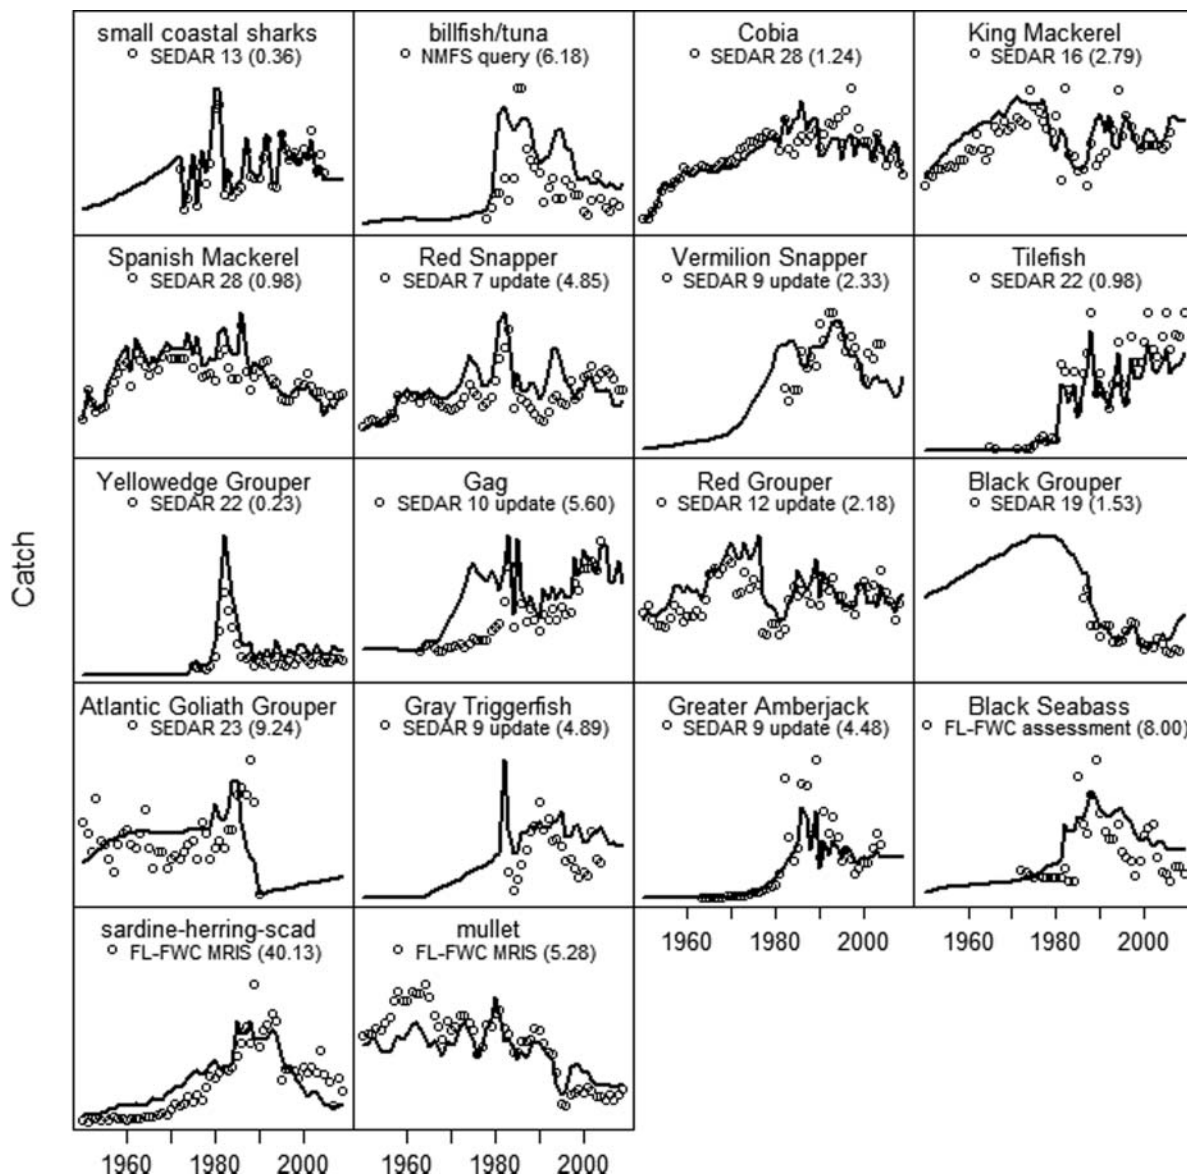 small coastal sharks
○ SEDAR 13 (0.36)
billfish/tuna
○ NMFS query (6.18)
Cobia
○ SEDAR 28 (1.24)
King Mackerel
○ SEDAR 16 (2.79)
Spanish Mackerel
○ SEDAR 28 (0.98)
Red Snapper
○ SEDAR 7 update (4.85)
Vermilion Snapper
○ SEDAR 9 update (2.33)
Tilefish
○ SEDAR 22 (0.98)
Yellowedge Grouper
○ SEDAR 22 (0.23)
Gag
○ SEDAR 10 update (5.60)
Red Grouper
○ SEDAR 12 update (2.18)
Black Grouper
○ SEDAR 19 (1.53)
Catch
Atlantic Goliath Grouper
○ SEDAR 23 (9.24)
Gray Triggerfish
○ SEDAR 9 update (4.89)
Greater Amberjack
○ SEDAR 9 update (4.48)
Black Seabass
○ FL-FWC assessment (8.00)
sardine-herring-scad
○ FL-FWC MRIS (40.13)
mullet
○ FL-FWC MRIS (5.28)
1960 1980 2000
1960 1980 2000
1960 1980 2000
1960 1980 2000